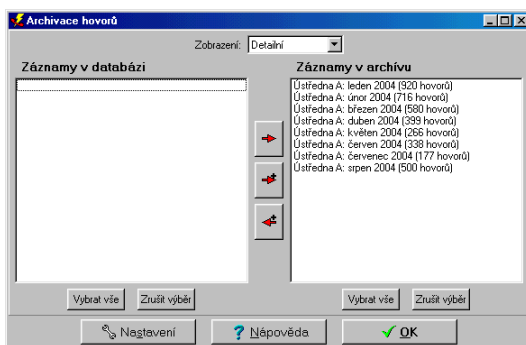 Archivace hovorů
Zobrazení: Detailní
Záznamy v databázi
Záznamy v archívu
Ústředna A: leden 2004 (920 hovorů)
Ústředna A: únor 2004 (716 hovorů)
Ústředna A: březen 2004 (580 hovorů)
Ústředna A: duben 2004 (399 hovorů)
Ústředna A: květen 2004 (266 hovorů)
Ústředna A: červen 2004 (338 hovorů)
Ústředna A: červenec 2004 (177 hovorů)
Ústředna A: srpen 2004 (500 hovorů)
Vybrat vše Zrušit výběr
Vybrat vše Zrušit výběr
Nastavení ? Nápověda OK